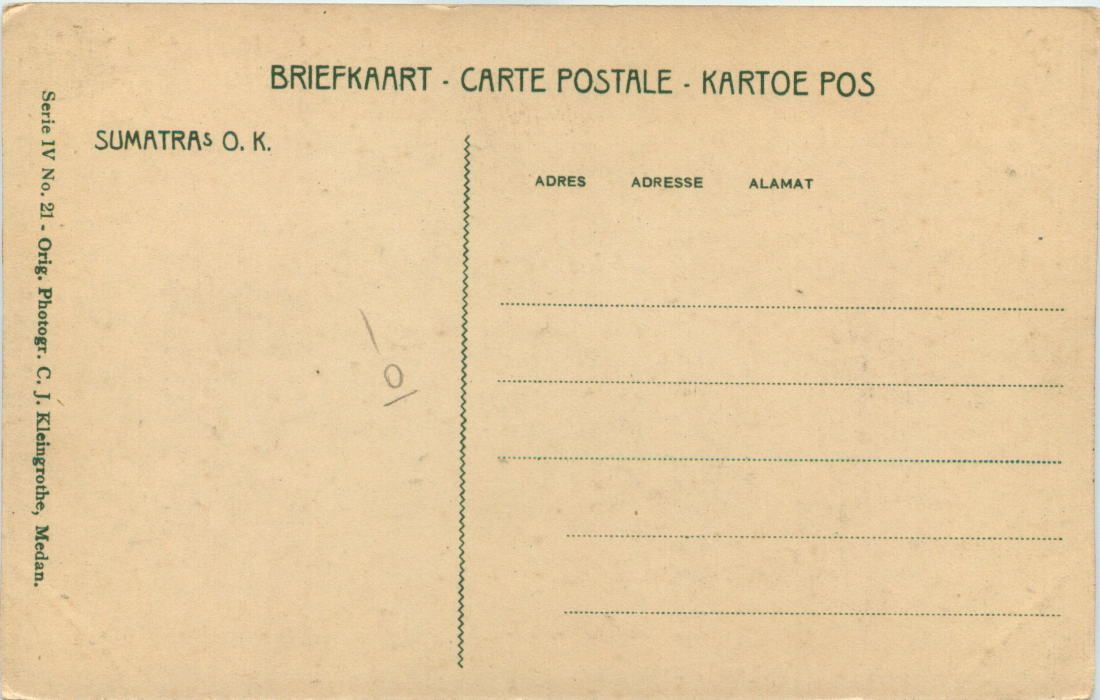 BRIEFKAART - CARTE POSTALE - KARTOE POS
SUMATRAs O. K.
ADRES ADRESSE ALAMAT
Serie IV No. 21 - Orig. Photogr. C. J. Kleingrothe, Medan.